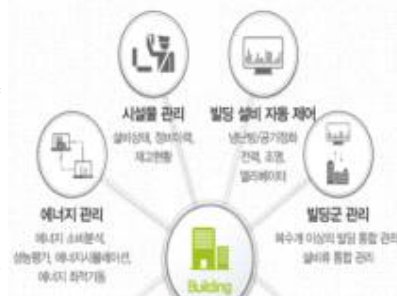 시설물 관리
설비상태, 정비이력,
재고현황
빌딩 설비 자동 제어
냉난방/공기정화
전력, 조명,
엘리베이터
에너지 관리
에너지 소비분석,
성능평가, 에너지시뮬레이션,
에너지 최적가동
빌딩군 관리
복수개 이상의 빌딩 통합 관리
설비류 통합 관리
Building